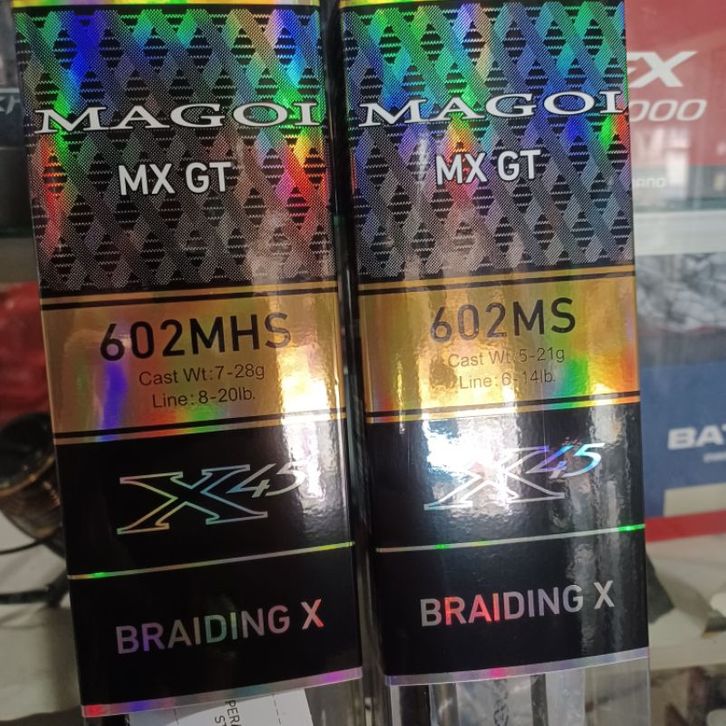 MAGOI
MX GT
602MHS
Cast Wt:7-28g
Line:8-20lb.
X45
BRAIDING X
MAGOI
MX GT
602MS
Cast Wt:5-21g
Line:6-14lb.
X45
BRAIDING X